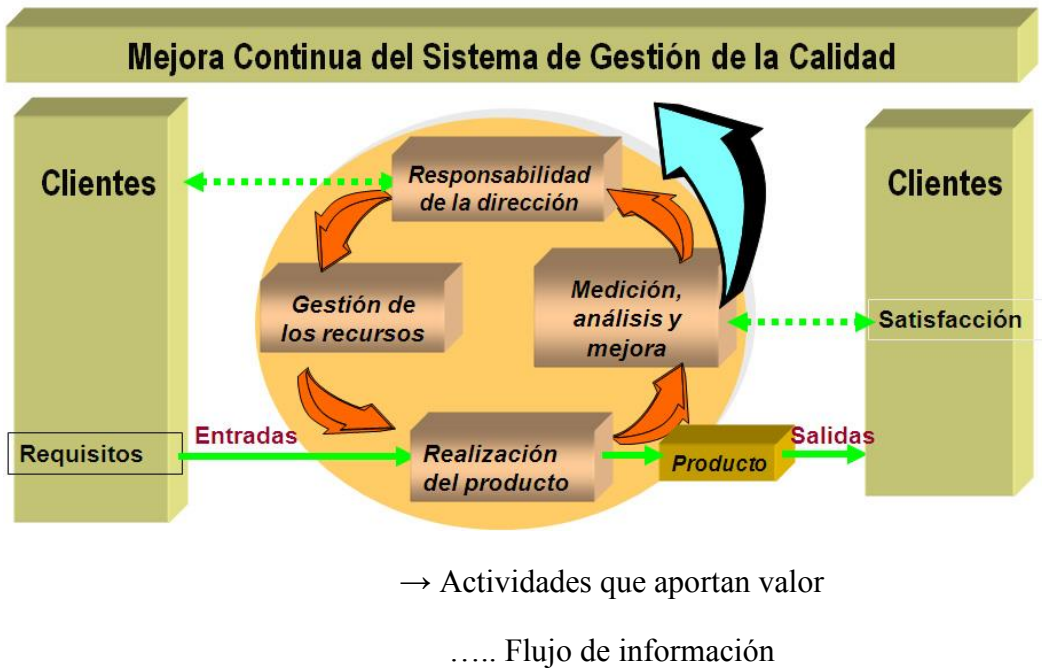 Mejora Continua del Sistema de Gestión de la Calidad
Clientes
Responsabilidad
de la dirección
Clientes
Gestión de
los recursos
Medición,
análisis y
mejora
Satisfacción
Requisitos
Entradas
Realización
del producto
Producto
Salidas
→ Actividades que aportan valor
….. Flujo de información